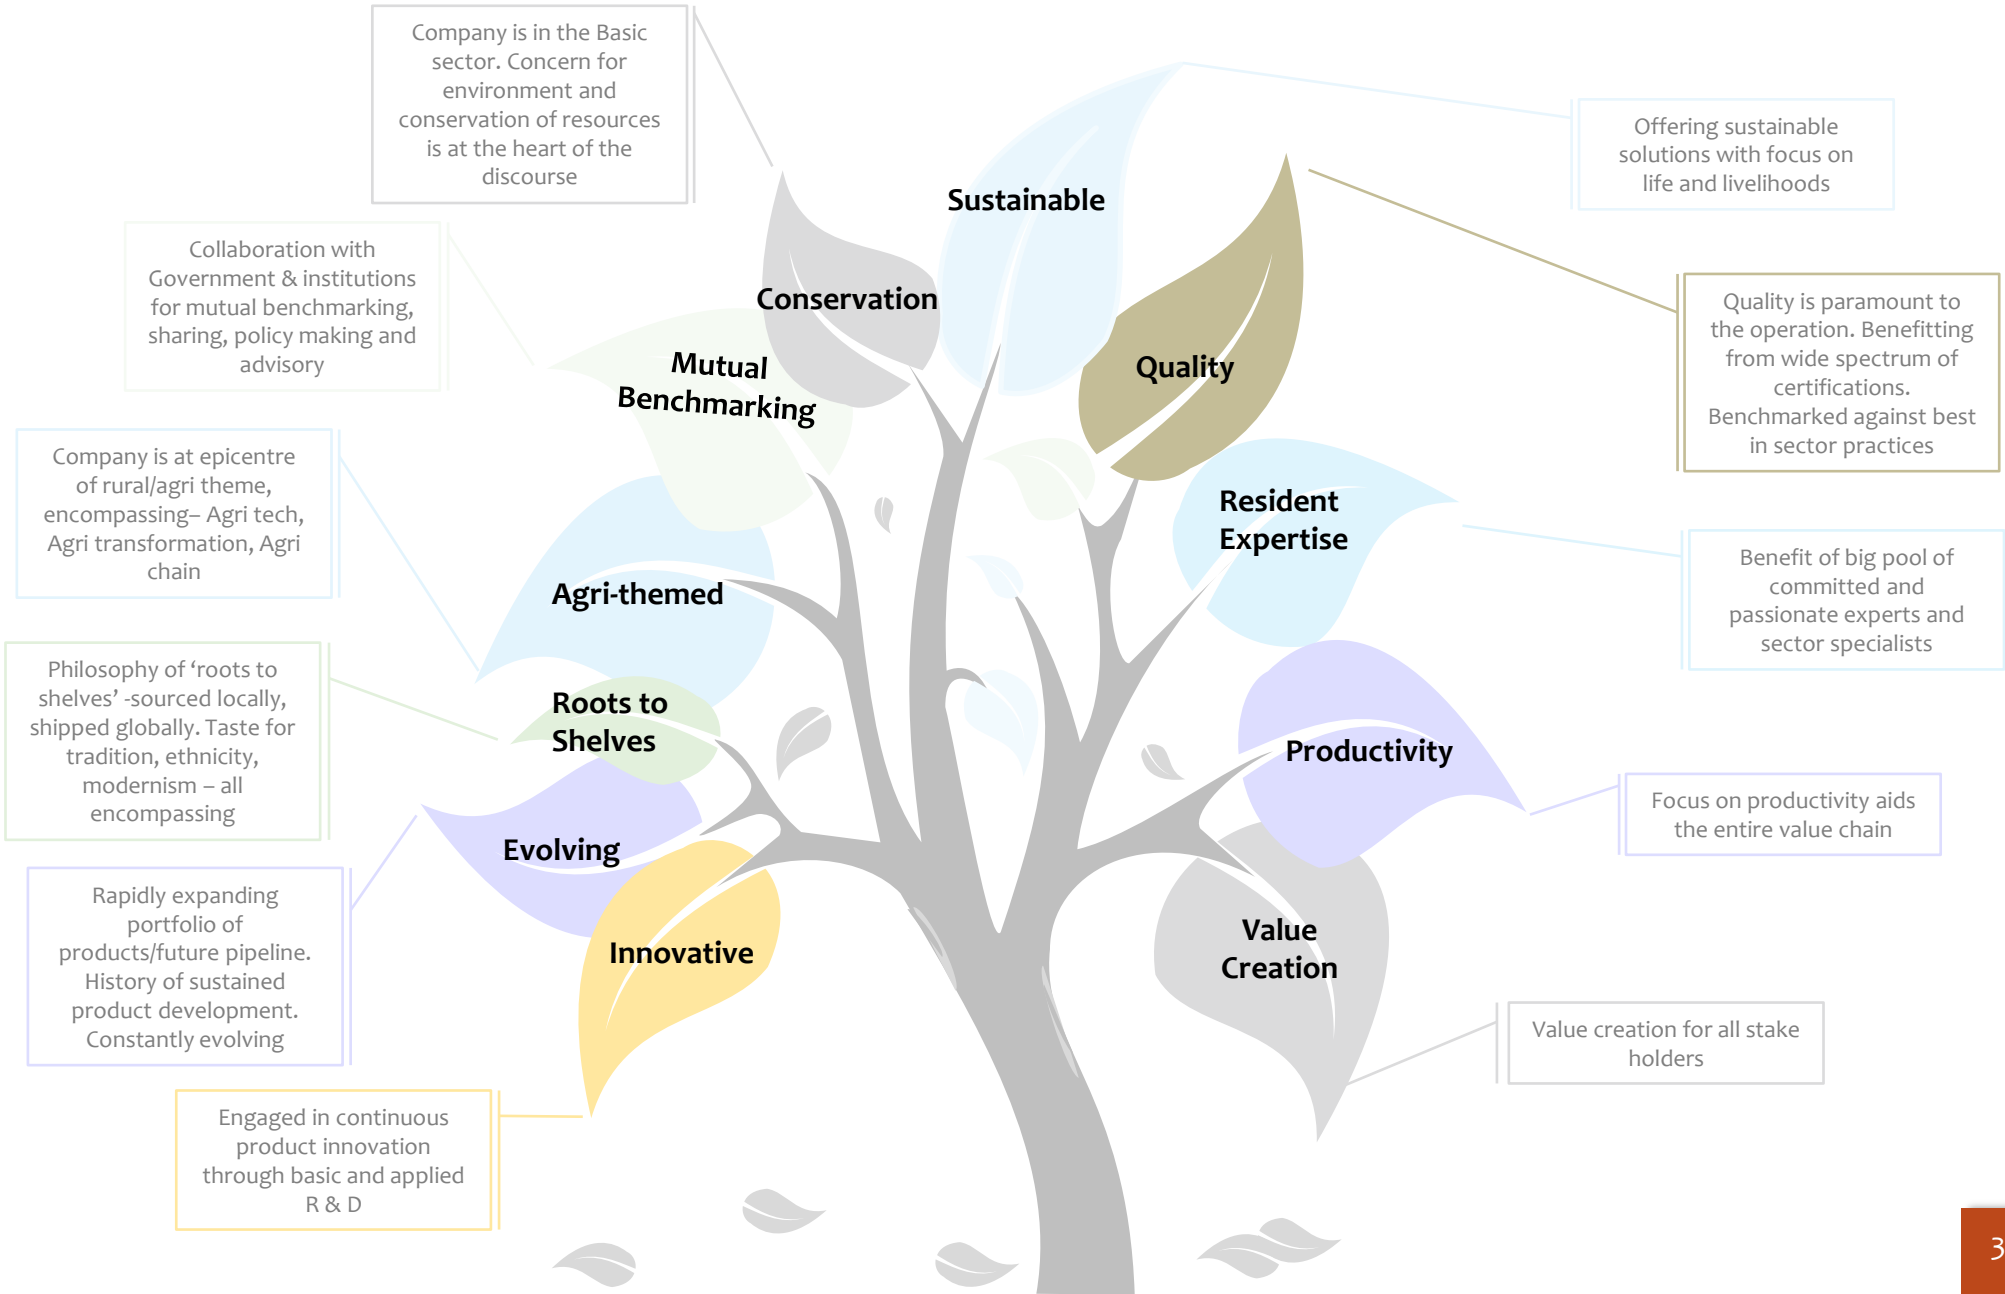 Company is in the Basic
sector. Concern for
environment and
conservation of resources
is at the heart of the
discourse
Collaboration with
Government & institutions
for mutual benchmarking,
sharing, policy making and
advisory
Company is at epicentre
of rural/agri theme,
encompassing– Agri tech,
Agri transformation, Agri
chain
Philosophy of ‘roots to
shelves’ -sourced locally,
shipped globally. Taste for
tradition, ethnicity,
modernism – all
encompassing
Rapidly expanding
portfolio of
products/future pipeline.
History of sustained
product development.
Constantly evolving
Engaged in continuous
product innovation
through basic and applied
R & D
Sustainable
Conservation
Mutual
Benchmarking
Quality
Resident
Expertise
Agri-themed
Roots to
Shelves
Productivity
Evolving
Innovative
Value
Creation
Offering sustainable
solutions with focus on
life and livelihoods
Quality is paramount to
the operation. Benefitting
from wide spectrum of
certifications.
Benchmarked against best
in sector practices
Benefit of big pool of
committed and
passionate experts and
sector specialists
Focus on productivity aids
the entire value chain
Value creation for all stake
holders
3